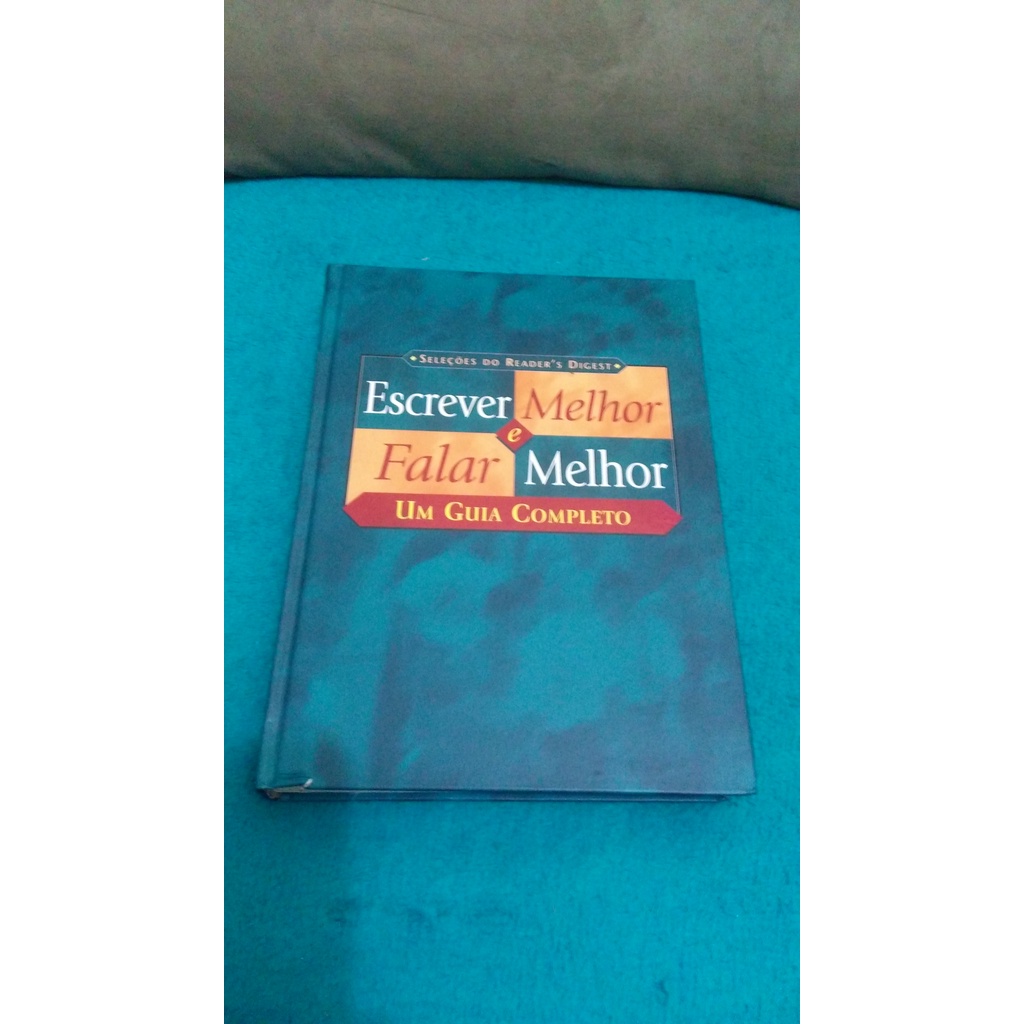 SELEÇÕES DO READER'S DIGEST
Escrever Melhor
e
Falar Melhor
UM GUIA COMPLETO